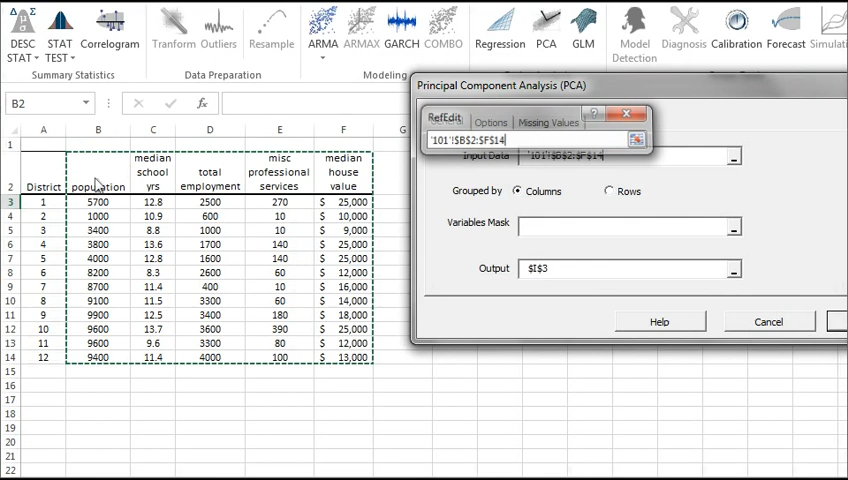 DESC STAT TEST Correlogram Tranform Outliers Resample ARMA ARMAX GARCH COMBO Regression PCA GLM Model Detection Diagnosis Calibration Forecast
STAT
Summary Statistics Data Preparation Modeling
Principal Component Analysis (PCA)
B2 fx
RefEdit ? 
General Options Missing Values
'101'!$B$2:$F$14
Input Data '101'!$B$2:$F$14
Grouped by Columns Rows
Variables Mask
Output $I$3
Help Cancel
A B C D E F G
1
2 District population median school yrs total employment misc professional services median house value
3 1 5700 12.8 2500 270 $ 25,000
4 2 1000 10.9 600 10 $ 10,000
5 3 3400 8.8 1000 10 $ 9,000
6 4 3800 13.6 1700 140 $ 25,000
7 5 4000 12.8 1600 140 $ 25,000
8 6 8200 8.3 2600 60 $ 12,000
9 7 8700 11.4 400 10 $ 16,000
10 8 9100 11.5 3300 60 $ 14,000
11 9 9900 12.5 3400 180 $ 18,000
12 10 9600 13.7 3600 390 $ 25,000
13 11 9600 9.6 3300 80 $ 12,000
14 12 9400 11.4 4000 100 $ 13,000
15
16
17
18
19
20
21
22